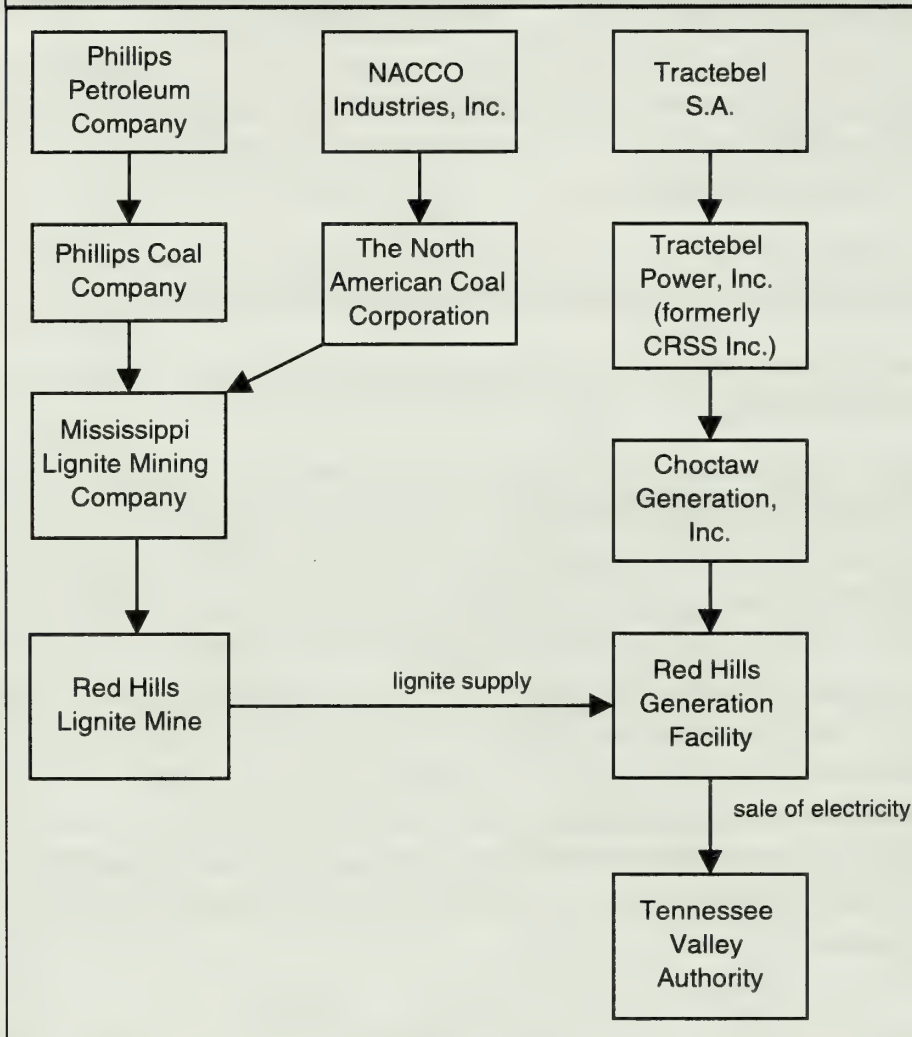 Phillips
Petroleum
Company
NACCO
Industries, Inc.
Tractebel
S.A.
Phillips Coal
Company
The North
American Coal
Corporation
Tractebel
Power, Inc.
(formerly
CRSS Inc.)
Mississippi
Lignite Mining
Company
Choctaw
Generation,
Inc.
Red Hills
Lignite Mine
lignite supply
Red Hills
Generation
Facility
sale of electricity
Tennessee
Valley
Authority